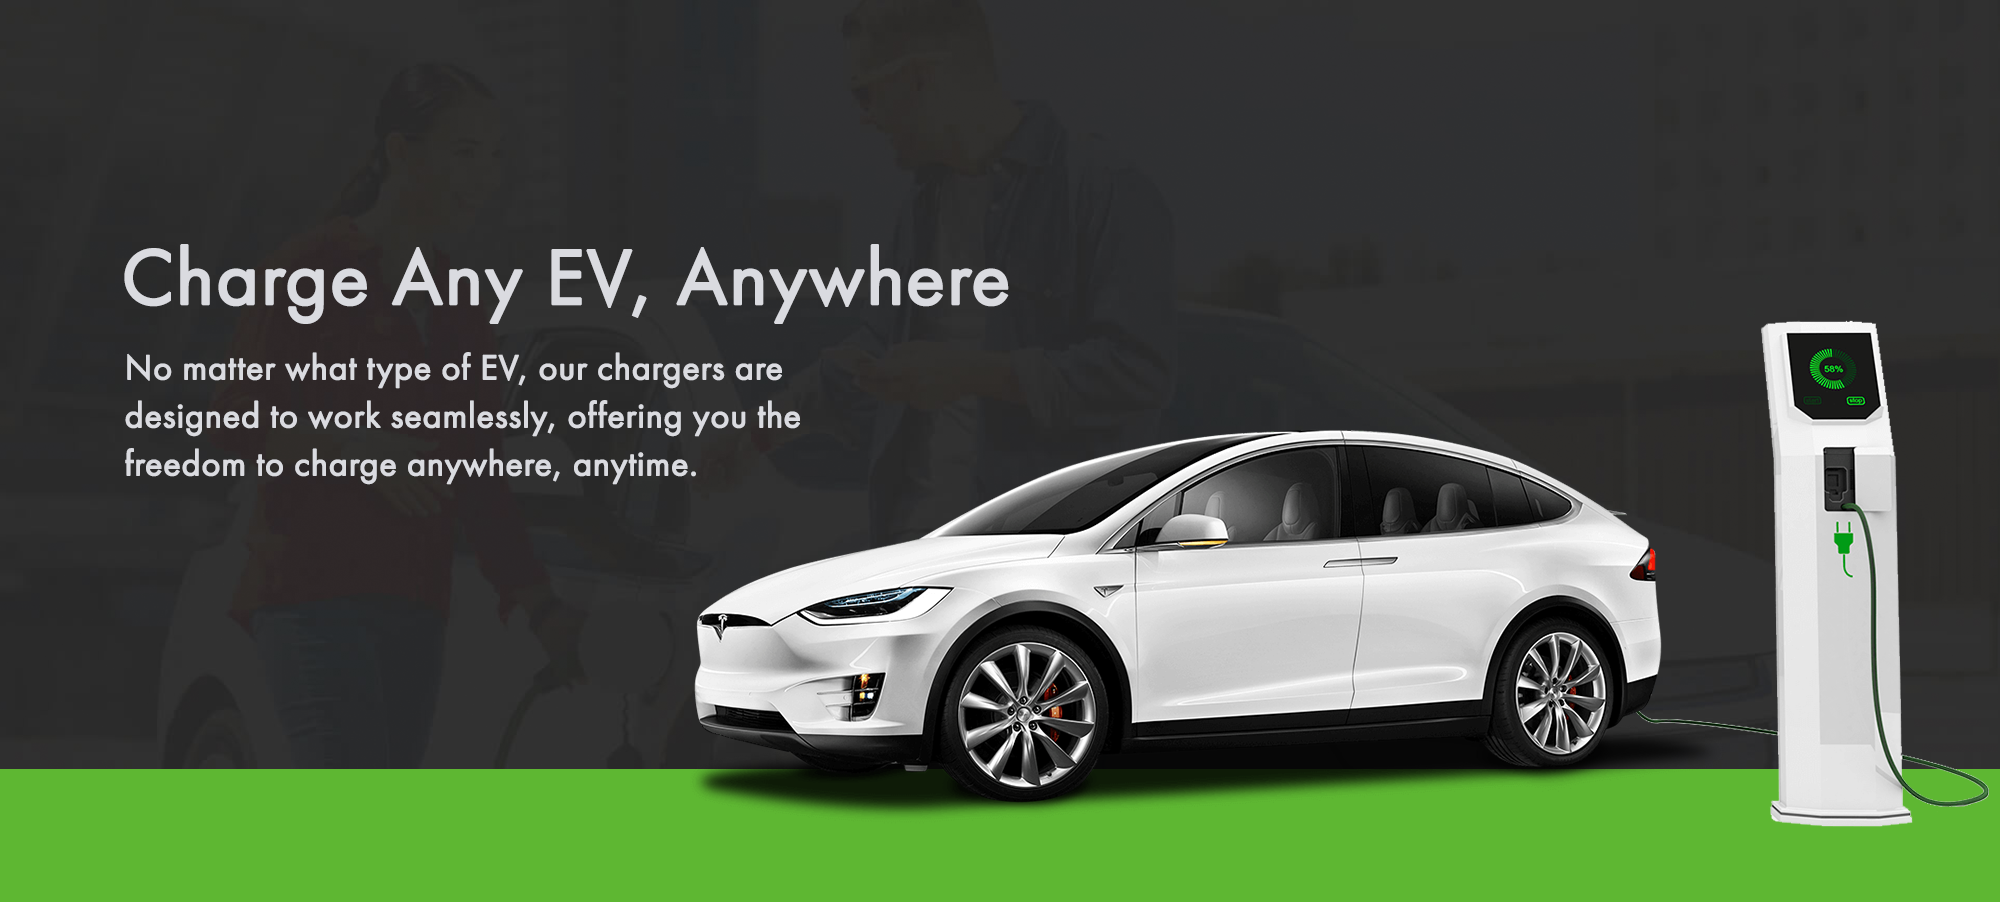 Charge Any EV, Anywhere
No matter what type of EV, our chargers are
designed to work seamlessly, offering you the
freedom to charge anywhere, anytime.
58%
stop